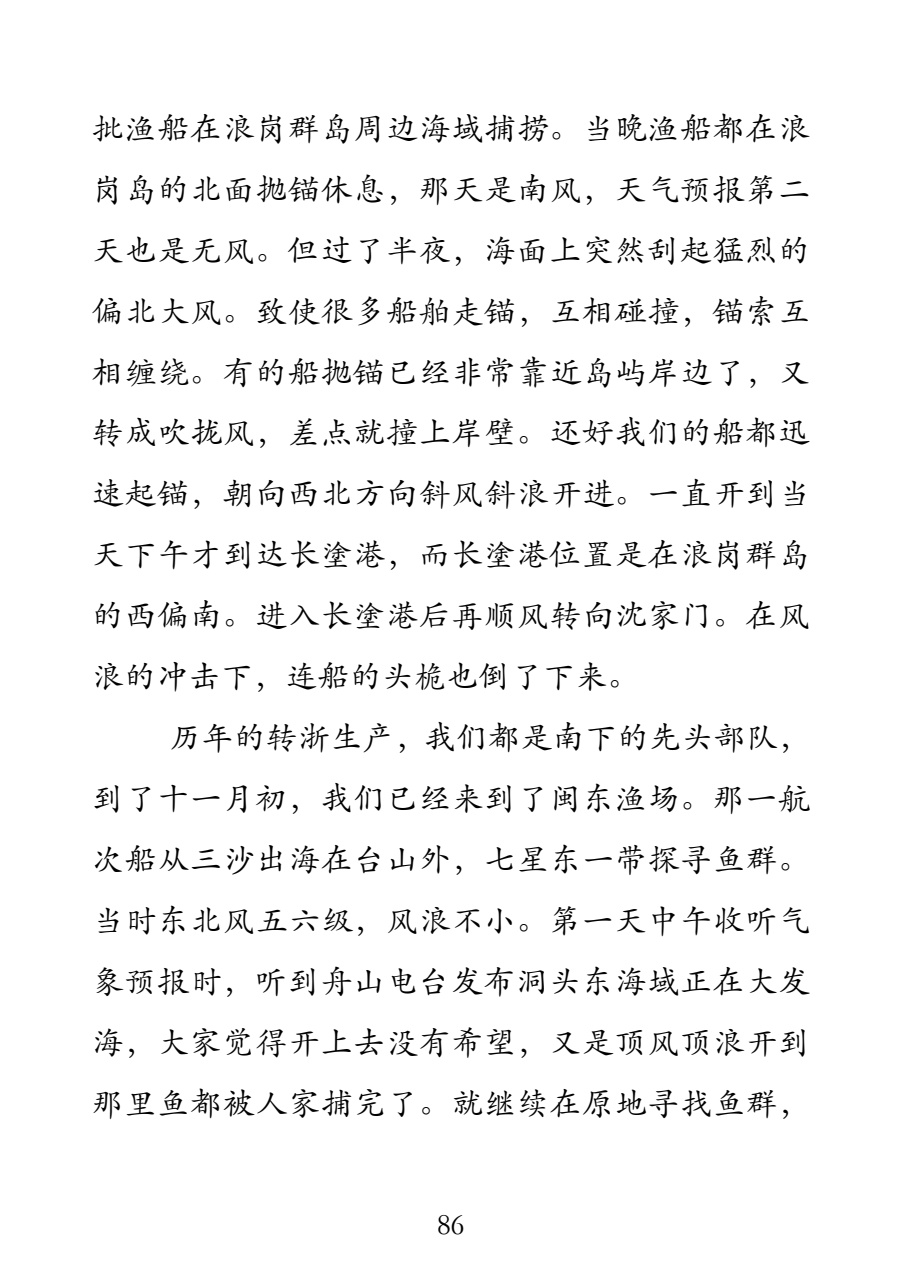 批渔船在浪岗群岛周边海域捕捞。当晚渔船都在浪
岗岛的北面抛锚休息，那天是南风，天气预报第二
天也是无风。但过了半夜，海面上突然刮起猛烈的
偏北大风。致使很多船舶走锚，互相碰撞，锚索互
相缠绕。有的船抛锚已经非常靠近岛屿岸边了，又
转成吹拢风，差点就撞上岸壁。还好我们的船都迅
速起锚，朝向西北方向斜风斜浪开进。一直开到当
天下午才到达长塗港，而长塗港位置是在浪岗群岛
的西偏南。进入长塗港后再顺风转向沈家门。在风
浪的冲击下，连船的头桅也倒了下来。
历年的转浙生产，我们都是南下的先头部队，
到了十一月初，我们已经来到了闽东渔场。那一航
次船从三沙出海在台山外，七星东一带探寻鱼群。
当时东北风五六级，风浪不小。第一天中午收听气
象预报时，听到舟山电台发布洞头东海域正在大发
海，大家觉得开上去没有希望，又是顶风顶浪开到
那里鱼都被人家捕完了。就继续在原地寻找鱼群，
86